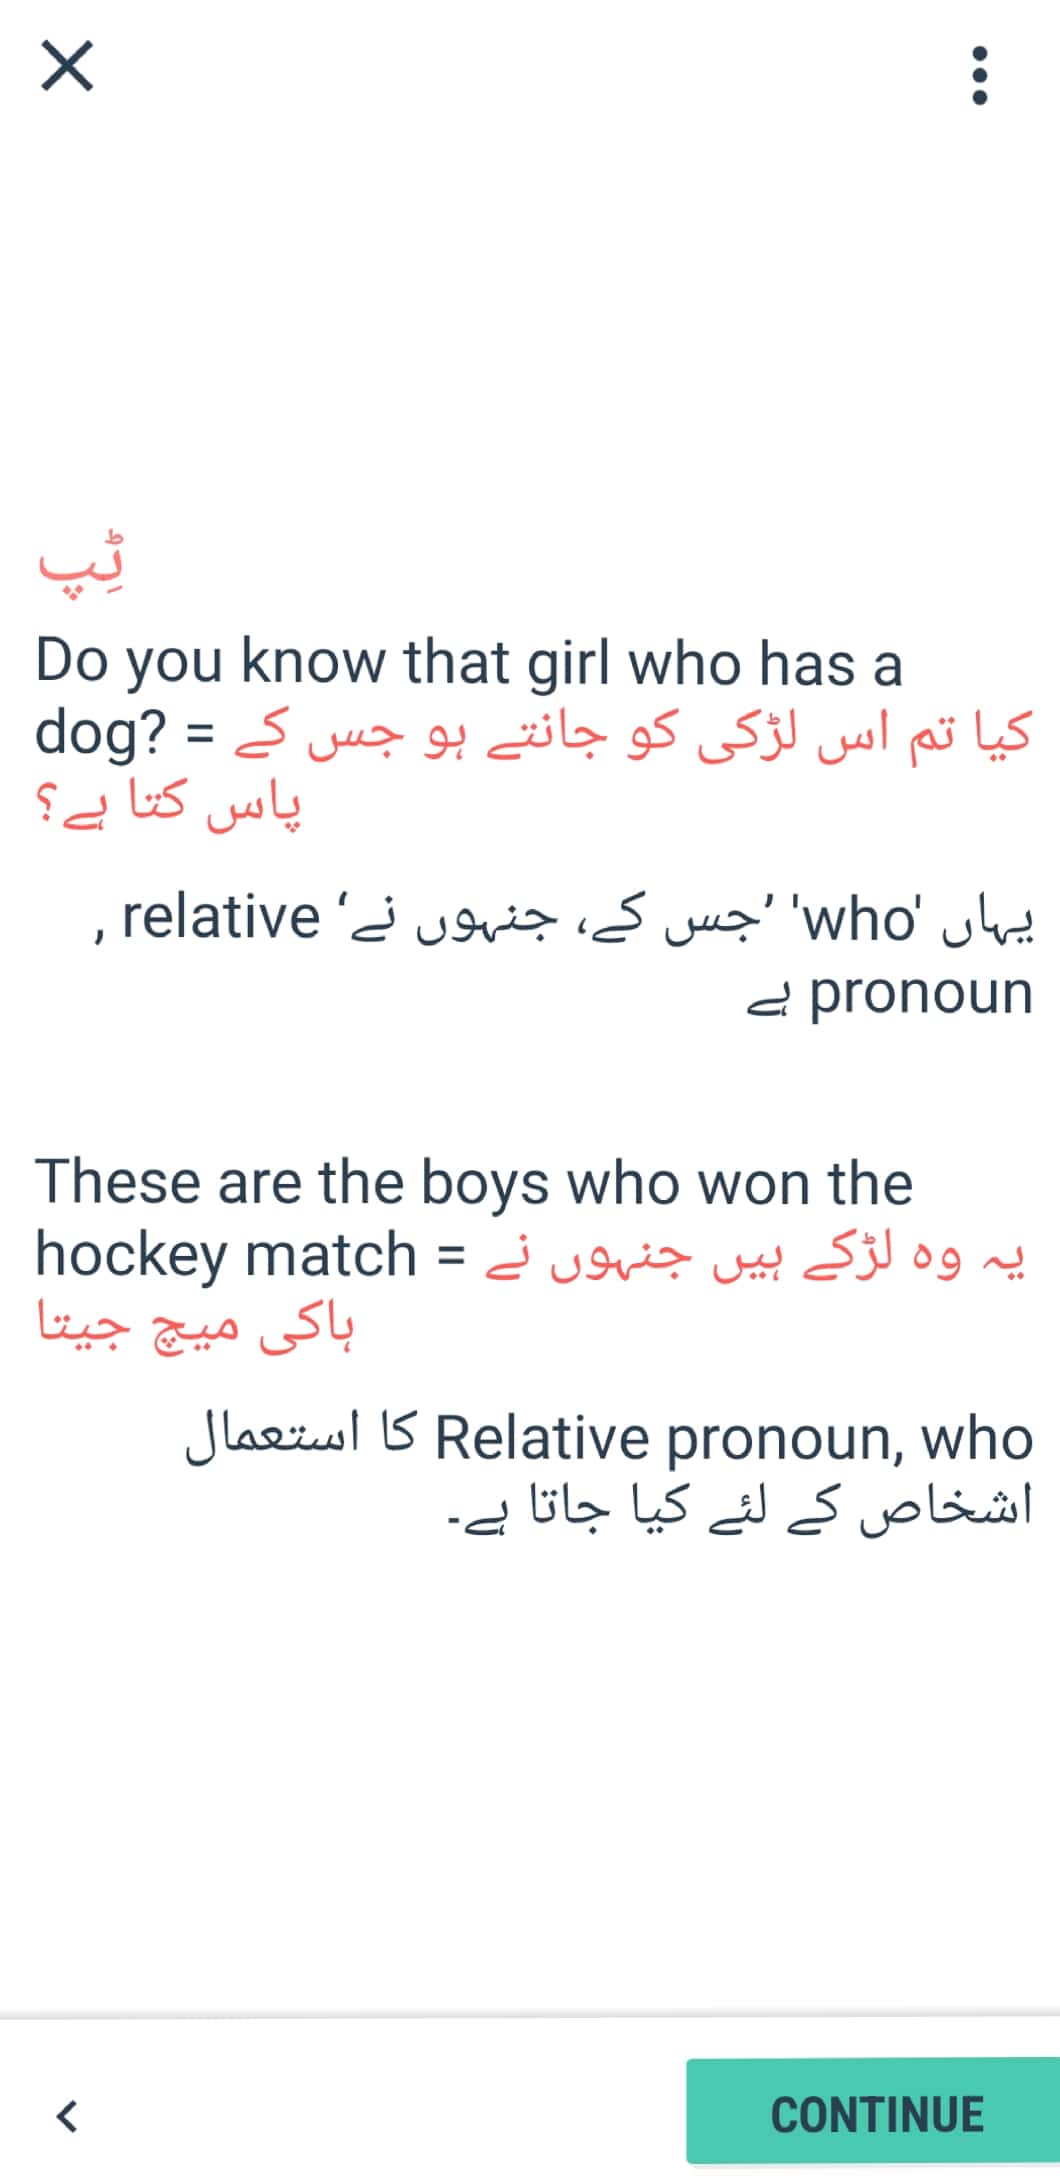 ٹِپ
Do you know that girl who has a
dog? = کیا تم اس لڑکی کو جانتے ہو جس کے
پاس کتا ہے؟
یہاں 'who' ’جس کے، جنہوں نے‘ relative ,
pronoun ہے
These are the boys who won the
hockey match = یہ وہ لڑکے ہیں جنہوں نے
ہاکی میچ جیتا
Relative pronoun, who کا استعمال
اشخاص کے لئے کیا جاتا ہے۔
CONTINUE